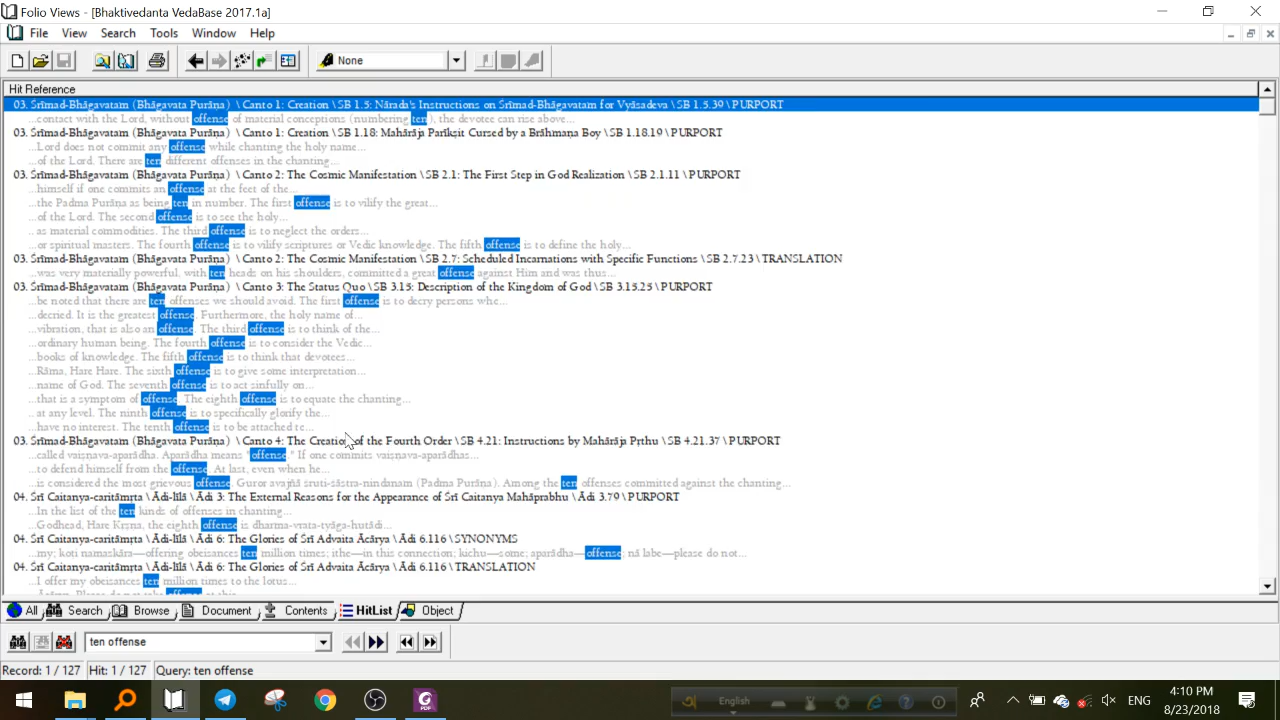 Folio Views - [Bhaktivedanta VedaBase 2017.1a]
File View Search Tools Window Help
None
Hit Reference
03. Śrīmad-Bhāgavatam (Bhāgavata Purāṇa) \ Canto 1: Creation \ SB 1.5: Nārada's Instructions on Śrīmad-Bhāgavatam for Vyāsadeva \ SB 1.5.39 \ PURPORT
...contact with the Lord, without offense of material conceptions (numbering ten), the devotee can rise above...
03. Śrīmad-Bhāgavatam (Bhāgavata Purāṇa) \ Canto 1: Creation \ SB 1.18: Mahārāja Parīkṣit Cursed by a Brāhmaṇa Boy \ SB 1.18.19 \ PURPORT
...Lord does not commit any offense while chanting the holy name...
...of the Lord. There are ten different offenses in the chanting...
03. Śrīmad-Bhāgavatam (Bhāgavata Purāṇa) \ Canto 2: The Cosmic Manifestation \ SB 2.1: The First Step in God Realization \ SB 2.1.11 \ PURPORT
...himself if one commits an offense at the feet of the...
...the Padma Purāṇa as being ten in number. The first offense is to vilify the great...
...of the Lord. The second offense is to see the holy...
... as material commodities. The third offense is to neglect the orders...
...or spiritual masters. The fourth offense is to vilify scriptures or Vedic knowledge. The fifth offense is to define the holy...
03. Śrīmad-Bhāgavatam (Bhāgavata Purāṇa) \ Canto 2: The Cosmic Manifestation \ SB 2.7: Scheduled Incarnations with Specific Functions \ SB 2.7.23 \ TRANSLATION
...was very materially powerful, with ten heads on his shoulders, committed a great offense against Him and was thus...
03. Śrīmad-Bhāgavatam (Bhāgavata Purāṇa) \ Canto 3: The Status Quo \ SB 3.15: Description of the Kingdom of God \ SB 3.15.25 \ PURPORT
...be noted that there are ten offenses we should avoid. The first offense is to decry persons who...
...decried. It is the greatest offense. Furthermore, the holy name of...
...vibration, that is also an offense. The third offense is to think of the...
...ordinary human being. The fourth offense is to consider the Vedic...
...books of knowledge. The fifth offense is to think that devotees...
...Rāma, Hare Hare. The sixth offense is to give some interpretation...
...name of God. The seventh offense is to act sinfully on...
...that is a symptom of offense. The eighth offense is to equate the chanting...
...at any level. The ninth offense is to specifically glorify the...
...have no interest. The tenth offense is to be attached to...
03. Śrīmad-Bhāgavatam (Bhāgavata Purāṇa) \ Canto 4: The Creation of the Fourth Order \ SB 4.21: Instructions by Mahārāja Pṛthu \ SB 4.21.37 \ PURPORT
...called vaiṣṇava-aparādha. Aparādha means "offense." If one commits vaiṣṇava-aparādhas...
...to defend himself from the offense. At last, even when he...
...is considered the most grievous offense. Guror avajñā śruti-śāstra-nindanam (Padma Purāṇa). Among the ten offenses committed against the chanting...
04. Śrī Caitanya-caritāmṛta \ Ādi-līlā \ Ādi 3: The External Reasons for the Appearance of Śrī Caitanya Mahāprabhu \ Ādi 3.79 \ PURPORT
...In the list of the ten kinds of offenses in chanting...
...Godhead, Hare Kṛṣṇa, the eighth offense is dharma-vrata-tyāga-hutādi...
04. Śrī Caitanya-caritāmṛta \ Ādi-līlā \ Ādi 6: The Glories of Śrī Advaita Ācārya \ Ādi 6.116 \ SYNONYMS
...my; koṭi namaskāra—offering obeisances ten million times; ithe—in this connection; kichu—some; aparādha—offense; nā labe—please do not...
04. Śrī Caitanya-caritāmṛta \ Ādi-līlā \ Ādi 6: The Glories of Śrī Advaita Ācārya \ Ādi 6.116 \ TRANSLATION
...I offer my obeisances ten million times to the lotus...
All Search Browse Document Contents HitList Object
ten offense
Record: 1 / 127 Hit: 1 / 127 Query: ten offense
English
ENG
4:10 PM
8/23/2018